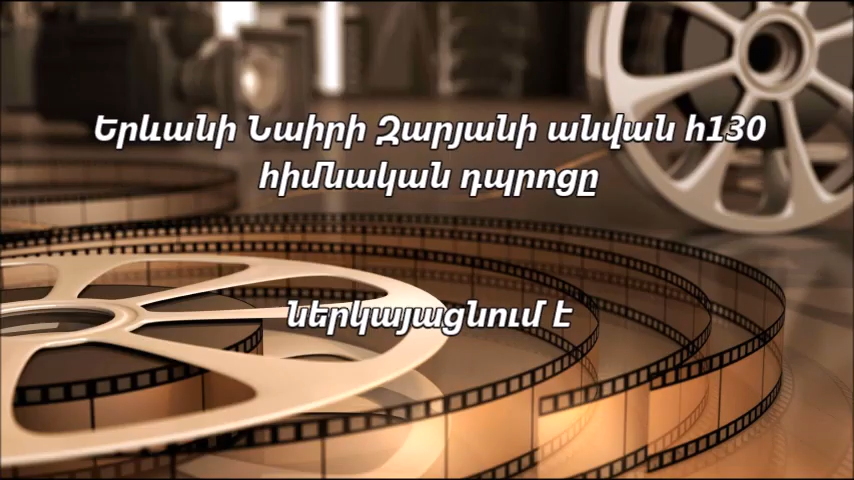 Երևանի Նաիրի Զարյանի անվան հ130
հիմնական դպրոցը
ներկայացնում է